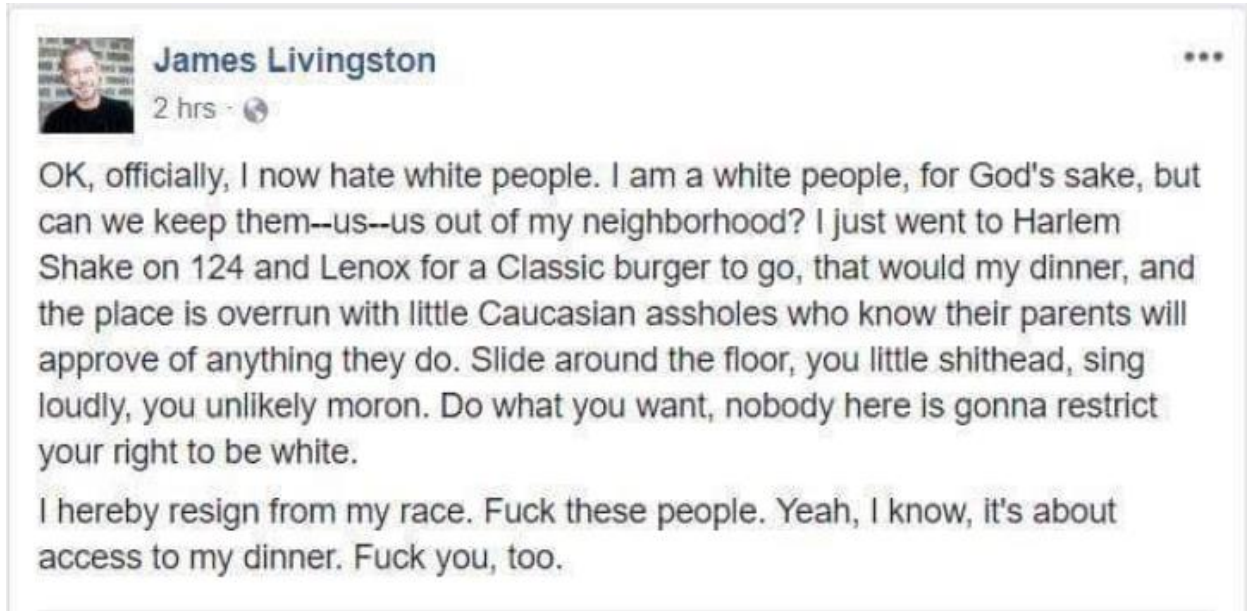 James Livingston
2 hrs ·
OK, officially, I now hate white people. I am a white people, for God's sake, but
can we keep them--us--us out of my neighborhood? I just went to Harlem
Shake on 124 and Lenox for a Classic burger to go, that would my dinner, and
the place is overrun with little Caucasian assholes who know their parents will
approve of anything they do. Slide around the floor, you little shithead, sing
loudly, you unlikely moron. Do what you want, nobody here is gonna restrict
your right to be white.
I hereby resign from my race. Fuck these people. Yeah, I know, it's about
access to my dinner. Fuck you, too.